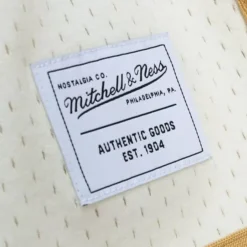 NOSTALGIA CO.
Mitchell & Ness
PHILADELPHIA, PA.
AUTHENTIC GOODS
EST. 1904